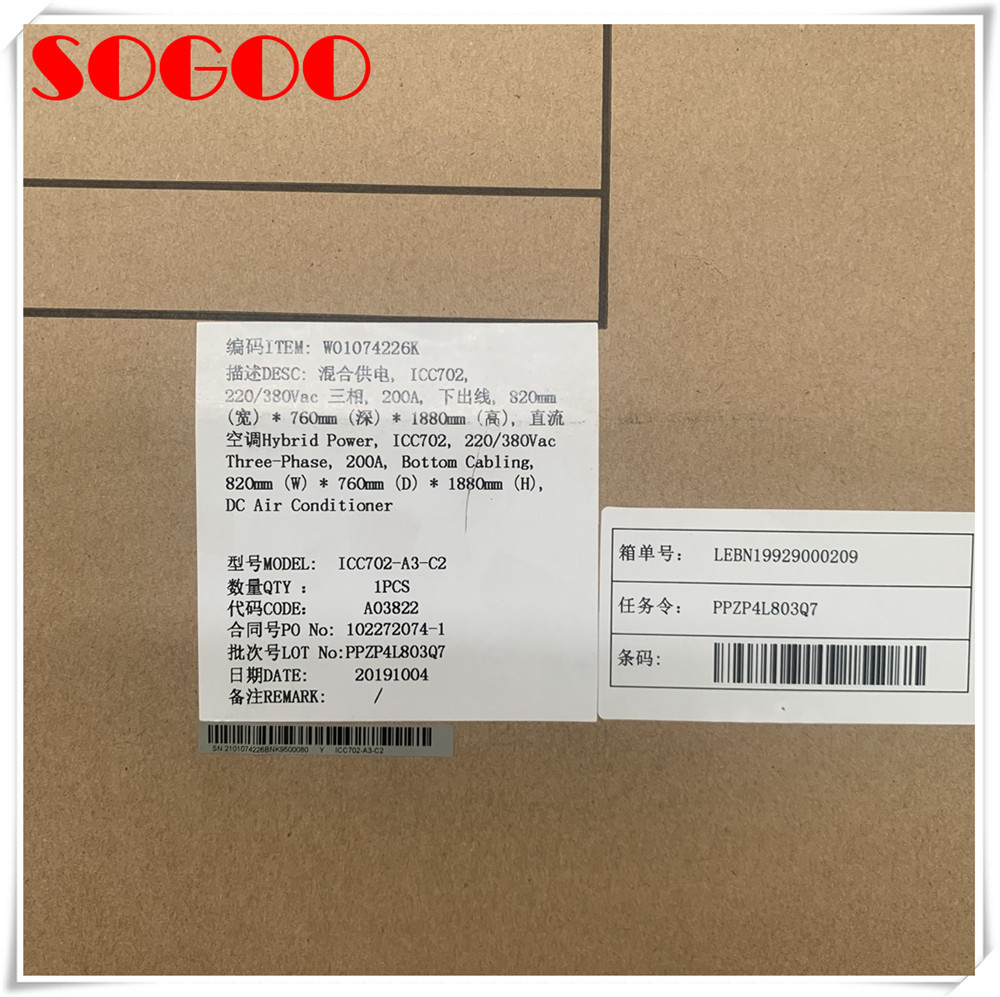 SOGOO
编码ITEM: W01074226K
描述DESC: 混合供电, ICC702,
220/380Vac 三相, 200A, 下出线, 820mm
(宽) * 760mm (深) * 1880mm (高), 直流
空调Hybrid Power, ICC702, 220/380Vac
Three-Phase, 200A, Bottom Cabling,
820mm (W) * 760mm (D) * 1880mm (H),
DC Air Conditioner
型号MODEL: ICC702-A3-C2
数量QTY : 1PCS
代码CODE: A03822
合同号PO No: 102272074-1
批次号LOT No:PPZP4L803Q7
日期DATE: 20191004
备注REMARK: /
SN 2101074226BNK9500080 Y ICC702-A3-C2
箱单号: LEBN19929000209
任务令: PPZP4L803Q7
条码: